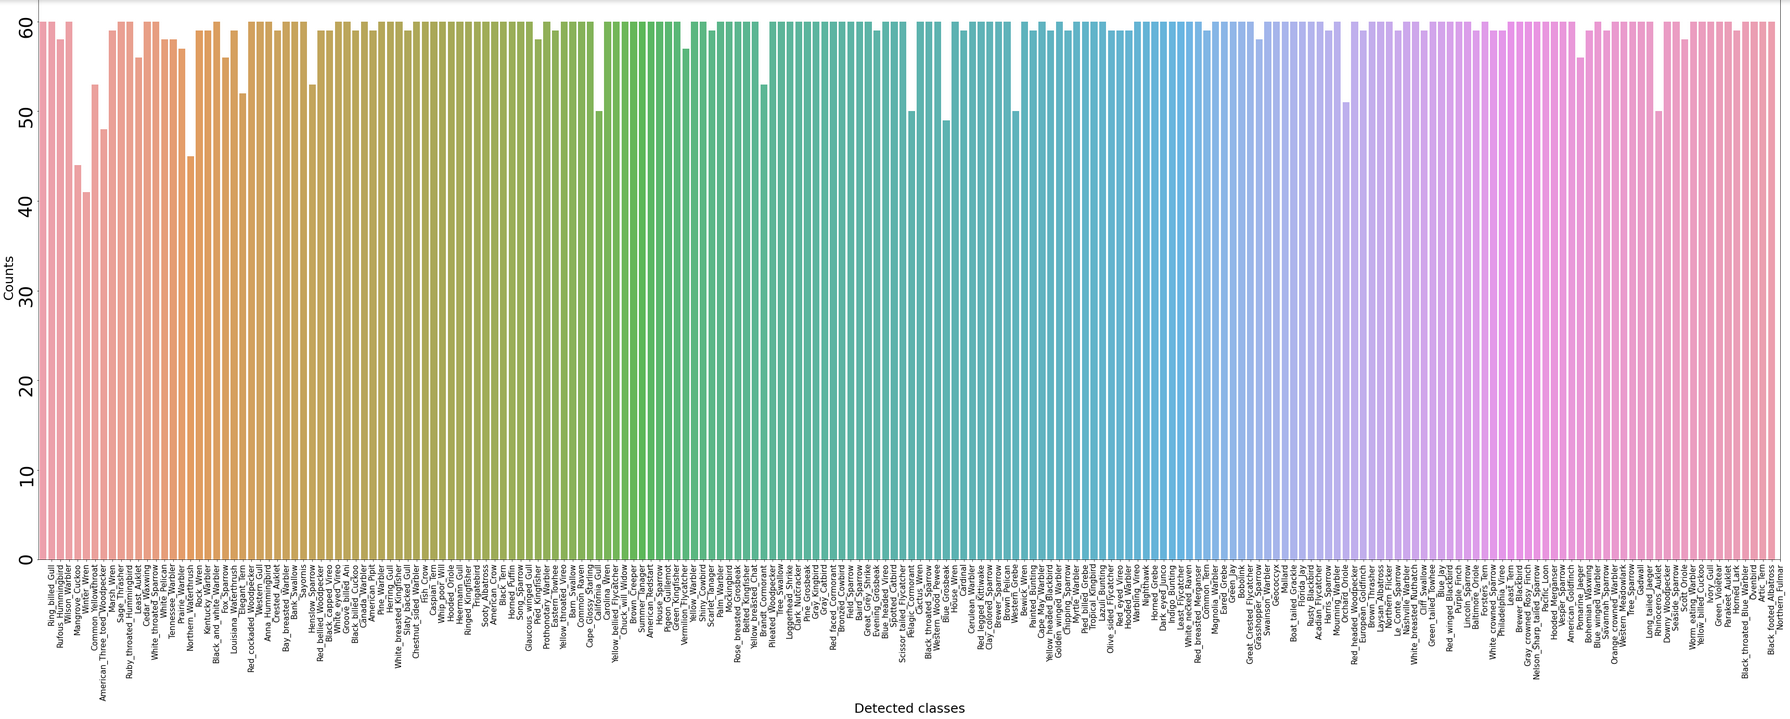 60
50
40
30
20
10
0
Counts
Ring_billed_Gull
Rufous_Hummingbird
Wilson_Warbler
Mangrove_Cuckoo
Winter_Wren
Common_Yellowthroat
American_Three_toed_Woodpecker
Marsh_Wren
Sage_Thrasher
Ruby_throated_Hummingbird
Least_Auklet
Cedar_Waxwing
White_throated_Sparrow
White_Pelican
Tennessee_Warbler
Prairie_Warbler
Northern_Waterthrush
Rock_Wren
Kentucky_Warbler
Black_and_white_Warbler
Fox_Sparrow
Louisiana_Waterthrush
Elegant_Tern
Red_cockaded_Woodpecker
Western_Gull
Anna_Hummingbird
Crested_Auklet
Bay_breasted_Warbler
Bank_Swallow
Sayornis
Henslow_Sparrow
Red_bellied_Woodpecker
Black_capped_Vireo
White_eyed_Vireo
Groove_billed_Ani
Black_billed_Cuckoo
Canada_Warbler
American_Pipit
Pine_Warbler
Herring_Gull
White_breasted_Kingfisher
Slaty_backed_Gull
Chestnut_sided_Warbler
Fish_Crow
Caspian_Tern
Whip_poor_Will
Hooded_Oriole
Heermann_Gull
Ringed_Kingfisher
Frigatebird
Sooty_Albatross
American_Crow
Black_Tern
Horned_Puffin
Song_Sparrow
Glaucous_winged_Gull
Pied_Kingfisher
Prothonotary_Warbler
Eastern_Towhee
Yellow_throated_Vireo
Barn_Swallow
Common_Raven
Cape_Glossy_Starling
California_Gull
Carolina_Wren
Yellow_bellied_Flycatcher
Chuck_will_Widow
Brown_Creeper
Summer_Tanager
American_Redstart
House_Sparrow
Pigeon_Guillemot
Green_Kingfisher
Vermilion_Flycatcher
Yellow_Warbler
Shiny_Cowbird
Scarlet_Tanager
Palm_Warbler
Mockingbird
Rose_breasted_Grosbeak
Belted_Kingfisher
Yellow_breasted_Chat
Brandt_Cormorant
Pileated_Woodpecker
Tree_Swallow
Loggerhead_Shrike
Clark_Nutcracker
Pine_Grosbeak
Groundbird
Gray_Catbird
Red_faced_Cormorant
Bronzed_Cowbird
Field_Sparrow
Baird_Sparrow
Great_Grey_Shrike
Evening_Grosbeak
Blue_headed_Vireo
Spotted_Catbird
Scissor_tailed_Flycatcher
Pelagic_Cormorant
Cactus_Wren
Black_throated_Sparrow
Western_Wood_Pewee
Blue_Grosbeak
House_Wren
Cardinal
Cerulean_Warbler
Red_legged_Kittiwake
Clay_colored_Sparrow
Brewer_Sparrow
Brown_Pelican
Western_Grebe
Bewick_Wren
Painted_Bunting
Cape_May_Warbler
Yellow_headed_Blackbird
Golden_winged_Warbler
Chipping_Sparrow
Myrtle_Warbler
Pied_billed_Grebe
Tropical_Kingbird
Lazuli_Bunting
Olive_sided_Flycatcher
Red_eyed_Vireo
Hooded_Warbler
Warbling_Vireo
Nighthawk
Horned_Grebe
Dark_eyed_Junco
Indigo_Bunting
Least_Flycatcher
White_necked_Raven
Red_breasted_Merganser
Common_Tern
Magnolia_Warbler
Eared_Grebe
Green_Jay
Bobolink
Great_Crested_Flycatcher
Grasshopper_Sparrow
Swainson_Warbler
Geococcyx
Mallard
Boat_tailed_Grackle
Florida_Jay
Rusty_Blackbird
Acadian_Flycatcher
Harris_Sparrow
Mourning_Warbler
Orchard_Oriole
Red_headed_Woodpecker
European_Goldfinch
Brown_Thrasher
Laysan_Albatross
Northern_Flicker
Le_Conte_Sparrow
Nashville_Warbler
White_breasted_Nuthatch
Cliff_Swallow
Green_tailed_Towhee
Blue_Jay
Red_winged_Blackbird
Purple_Finch
Lincoln_Sparrow
Baltimore_Oriole
Forsters_Tern
White_crowned_Sparrow
Philadelphia_Vireo
Least_Tern
Brewer_Blackbird
Gray_crowned_Rosy_Finch
Nelson_Sharp_tailed_Sparrow
Pacific_Loon
Hooded_Merganser
Vesper_Sparrow
American_Goldfinch
Pomarine_Jaeger
Bohemian_Waxwing
Blue_winged_Warbler
Savannah_Sparrow
Orange_crowned_Warbler
Western_Meadowlark
Tree_Sparrow
Gadwall
Long_tailed_Jaeger
Rhinoceros_Auklet
Downy_Woodpecker
Seaside_Sparrow
Scott_Oriole
Worm_eating_Warbler
Yellow_billed_Cuckoo
Ivory_Gull
Green_Violetear
Parakeet_Auklet
Horned_Lark
Black_throated_Blue_Warbler
Ovenbird
Artic_Tern
Black_footed_Albatross
Northern_Fulmar
Detected classes